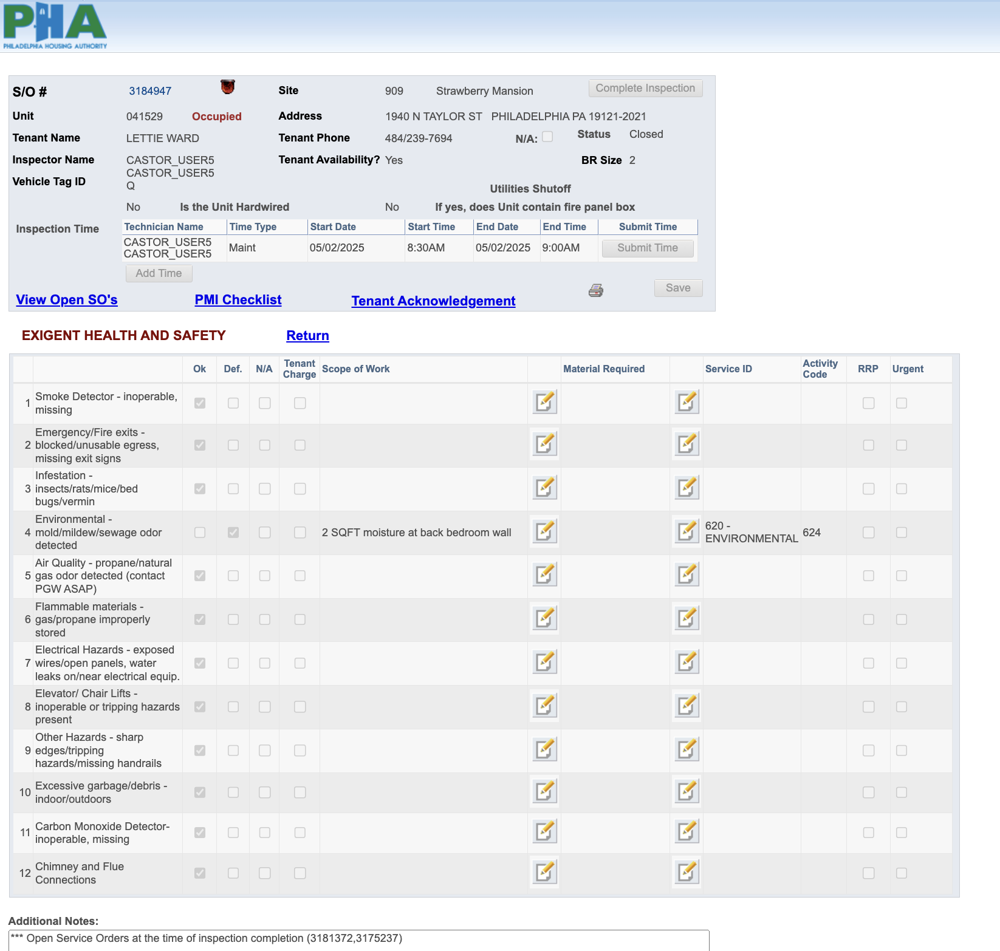 PHA
PHILADELPHIA HOUSING AUTHORITY
S/O # 3184947 Site 909 Strawberry Mansion Complete Inspection
Unit 041529 Occupied Address 1940 N TAYLOR ST PHILADELPHIA PA 19121-2021
Tenant Name LETTIE WARD Tenant Phone 484/239-7694 N/A: Status Closed
Inspector Name CASTOR_USER5 Tenant Availability? Yes BR Size 2
CASTOR_USER5
Vehicle Tag ID Q
Utilities Shutoff
No Is the Unit Hardwired No If yes, does Unit contain fire panel box
Inspection Time Technician Name Time Type Start Date Start Time End Date End Time Submit Time
CASTOR_USER5
CASTOR_USER5 Maint 05/02/2025 8:30AM 05/02/2025 9:00AM Submit Time
Add Time
Save
View Open SO's PMI Checklist Tenant Acknowledgement
EXIGENT HEALTH AND SAFETY Return
Ok Def. N/A Tenant Charge Scope of Work Material Required Service ID Activity Code RRP Urgent
1 Smoke Detector - inoperable,
missing
2 Emergency/Fire exits -
blocked/unusable egress,
missing exit signs
3 Infestation -
insects/rats/mice/bed
bugs/vermin
4 Environmental -
mold/mildew/sewage odor
detected
2 SQFT moisture at back bedroom wall
620 -
ENVIRONMENTAL
624
5 Air Quality - propane/natural
gas odor detected (contact
PGW ASAP)
6 Flammable materials -
gas/propane improperly
stored
7 Electrical Hazards - exposed
wires/open panels, water
leaks on/near electrical equip.
8 Elevator/ Chair Lifts -
inoperable or tripping hazards
present
9 Other Hazards - sharp
edges/tripping
hazards/missing handrails
10 Excessive garbage/debris -
indoor/outdoors
11 Carbon Monoxide Detector-
inoperable, missing
12 Chimney and Flue
Connections
Additional Notes:
*** Open Service Orders at the time of inspection completion (3181372,3175237)